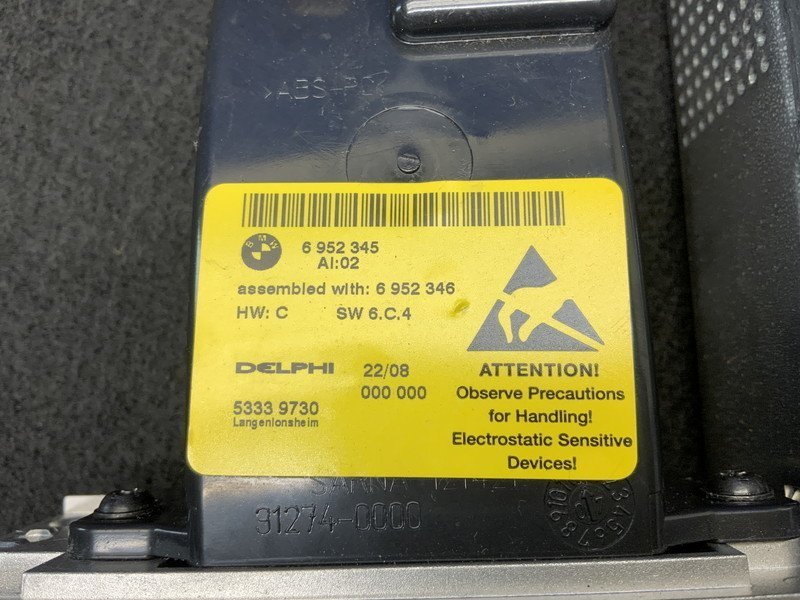 >ABS+PC<
BMW
6 952 345
AI:02
assembled with: 6 952 346
HW: C SW 6.C.4
DELPHI 22/08
000 000
5333 9730
Langenlonsheim
ATTENTION!
Observe Precautions
for Handling!
Electrostatic Sensitive
Devices!
91274-0000